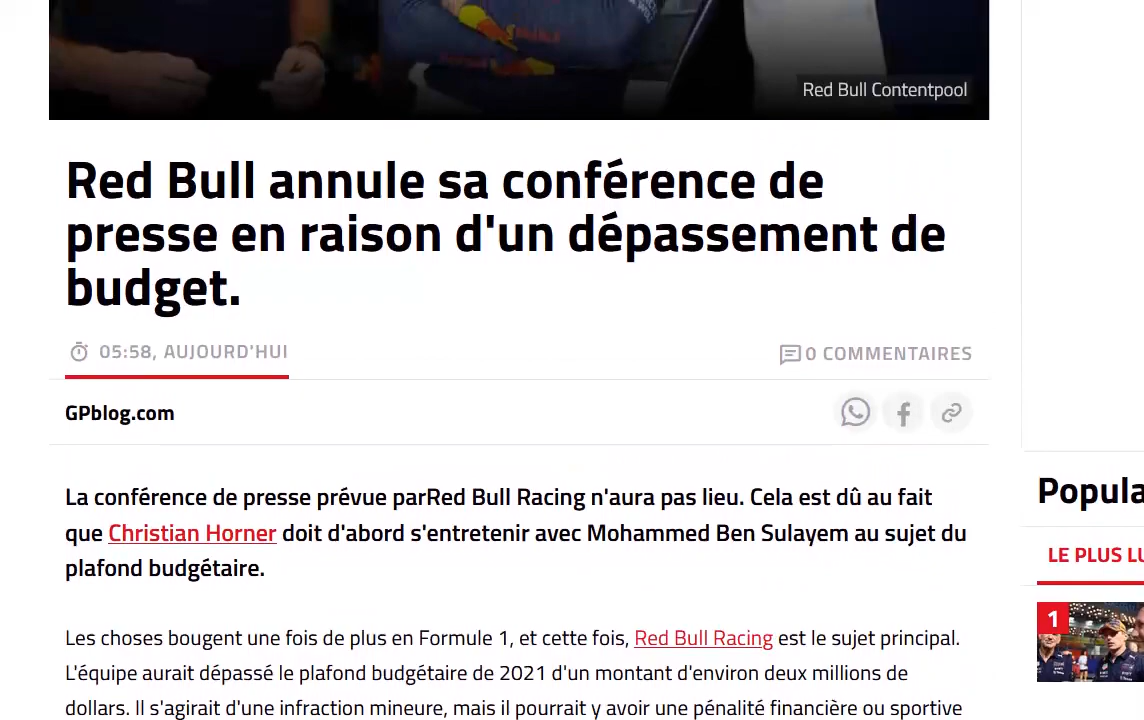 Red Bull Contentpool
Red Bull annule sa conférence de
presse en raison d'un dépassement de
budget.
05:58, AUJOURD'HUI
0 COMMENTAIRES
GPblog.com
La conférence de presse prévue parRed Bull Racing n'aura pas lieu. Cela est dû au fait
que Christian Horner doit d'abord s'entretenir avec Mohammed Ben Sulayem au sujet du
plafond budgétaire.
Les choses bougent une fois de plus en Formule 1, et cette fois, Red Bull Racing est le sujet principal.
L'équipe aurait dépassé le plafond budgétaire de 2021 d'un montant d'environ deux millions de
dollars. Il s'agirait d'une infraction mineure, mais il pourrait y avoir une pénalité financière ou sportive
Popula
LE PLUS LU
1